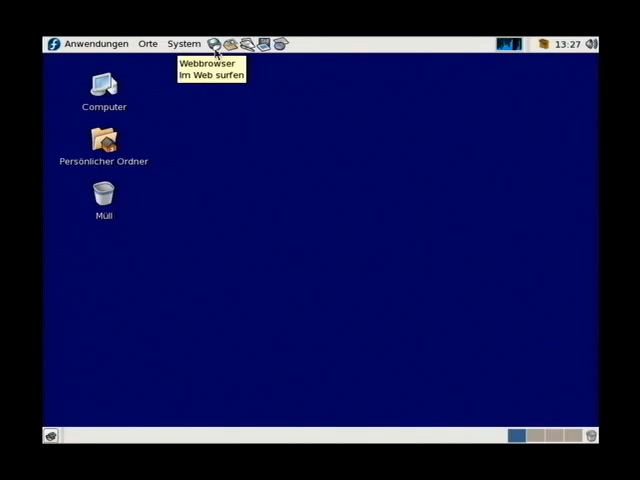 Anwendungen Orte System 13:27
Webbrowser
Im Web surfen
Computer
Persönlicher Ordner
Müll